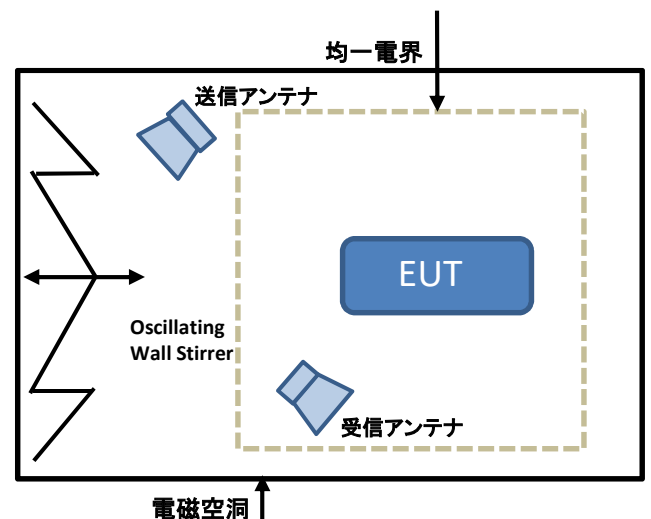 均一電界
送信アンテナ
EUT
Oscillating
Wall Stirrer
受信アンテナ
電磁空洞